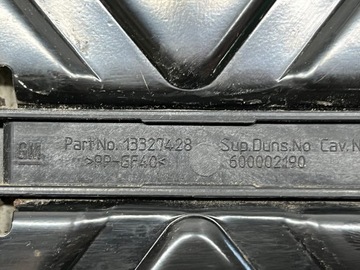 GM Part No. 13327428 Sup.Duns.No. Cav.N
>PP-GF40< 600002190